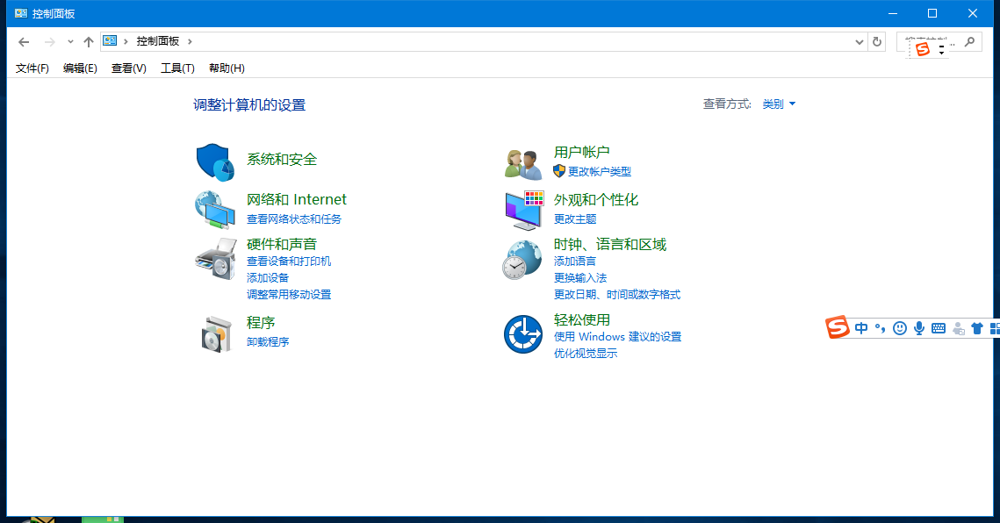 控制面板
控制面板
文件(F) 编辑(E) 查看(V) 工具(T) 帮助(H)
调整计算机的设置
查看方式: 类别
系统和安全
网络和 Internet
查看网络状态和任务
硬件和声音
查看设备和打印机
添加设备
调整常用移动设置
程序
卸载程序
用户帐户
更改帐户类型
外观和个性化
更改主题
时钟、语言和区域
添加语言
更换输入法
更改日期、时间或数字格式
轻松使用
使用 Windows 建议的设置
优化视觉显示
中